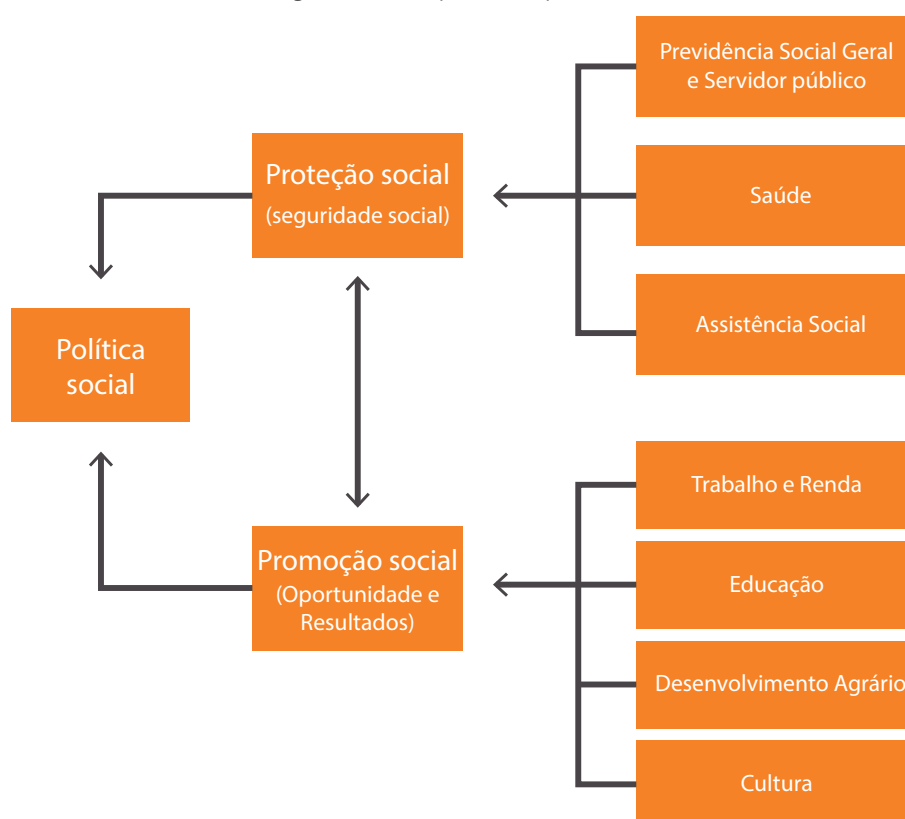 Previdência Social Geral
e Servidor público
Proteção social
(seguridade social)
Saúde
Assistência Social
Política
social
Trabalho e Renda
Promoção social
(Oportunidade e
Resultados)
Educação
Desenvolvimento Agrário
Cultura